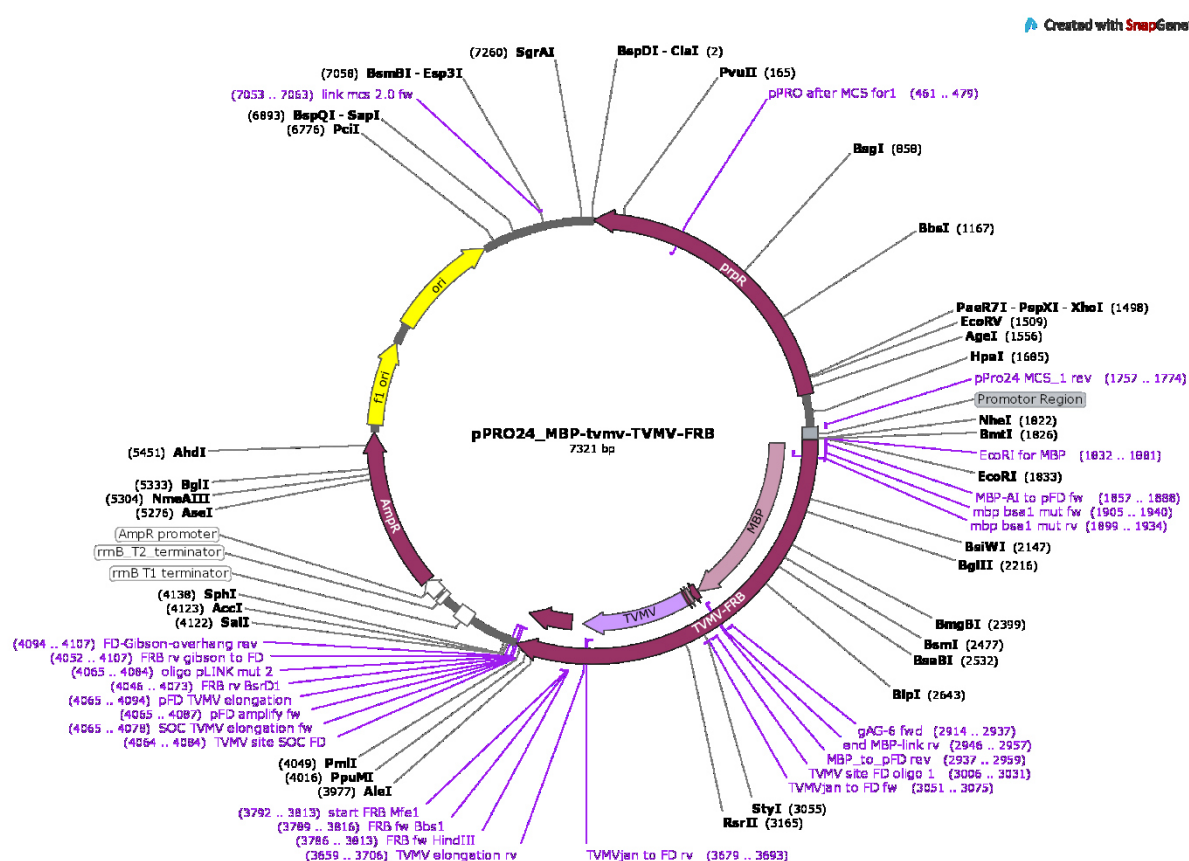 Created with SnapGene
(7260) SgrAI
BspDI - ClaI (2)
(7058) BsmBI - Esp3I
PvuII (165)
(7053 .. 7063) link mcs 2.0 fw
pPRO after MCS for1 (461 .. 479)
(6893) BspQI - SapI
(6776) PciI
BsgI (858)
BbsI (1167)
prpR
ori
PaeR7I - PspXI - XhoI (1498)
EcoRV (1509)
AgeI (1556)
HpaI (1685)
pPro24 MCS_1 rev (1757 .. 1774)
Promotor Region
f1 ori
pPRO24_MBP-tvmv-TVMV-FRB
7321 bp
NheI (1822)
BmtI (1826)
EcoRI for MBP (1832 .. 1881)
EcoRI (1833)
MBP-AI to pFD fw (1857 .. 1888)
mbp bsa1 mut fw (1905 .. 1940)
mbp bsa1 mut rv (1899 .. 1934)
(5451) AhdI
(5333) BglI
(5304) NmeAIII
(5276) AseI
AmpR
MBP
AmpR promoter
rrnB_T2_terminator
rrnB T1 terminator
BsiWI (2147)
BglII (2216)
(4138) SphI
(4123) AccI
(4122) SalI
TVMV
TVMV-FRB
BmgBI (2399)
BsmI (2477)
BsaBI (2532)
BlpI (2643)
(4094 .. 4107) FD-Gibson-overhang rev
(4052 .. 4107) FRB rv gibson to FD
(4065 .. 4084) oligo pLINK mut 2
(4046 .. 4073) FRB rv BsrD1
(4065 .. 4094) pFD TVMV elongation
(4065 .. 4087) pFD amplify fw
(4065 .. 4078) SOC TVMV elongation fw
(4064 .. 4084) TVMV site SOC FD
gAG-6 fwd (2914 .. 2937)
end MBP-link rv (2946 .. 2957)
MBP_to_pFD rev (2937 .. 2959)
TVMV site FD oligo 1 (3006 .. 3031)
TVMVjan to FD fw (3051 .. 3075)
(4049) PmlI
(4016) PpuMI
(3977) AleI
StyI (3055)
RsrII (3165)
(3792 .. 3813) start FRB Mfe1
(3789 .. 3816) FRB fw Bbs1
(3786 .. 3813) FRB fw HindIII
(3659 .. 3706) TVMV elongation rv
TVMVjan to FD rv (3679 .. 3693)